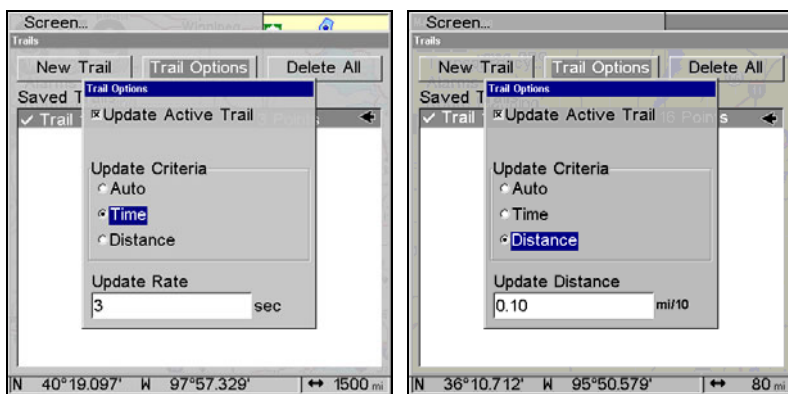 Screen...
Trails
New Trail Trail Options Delete All
Saved T
Trail Options
Update Active Trail
Trail
Points
Update Criteria
Auto
Time
Distance
Update Rate
3 sec
N 40°19.097' W 97°57.329' ↔ 1500 mi
Screen...
Trails
New Trail Trail Options Delete All
Saved T
Trail Options
Update Active Trail
Trail
16 Points
Update Criteria
Auto
Time
Distance
Update Distance
0.10 mi/10
N 36°10.712' W 95°50.579' ↔ 80 mi